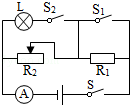 L S₂ S₁
R₂ R₁
A S